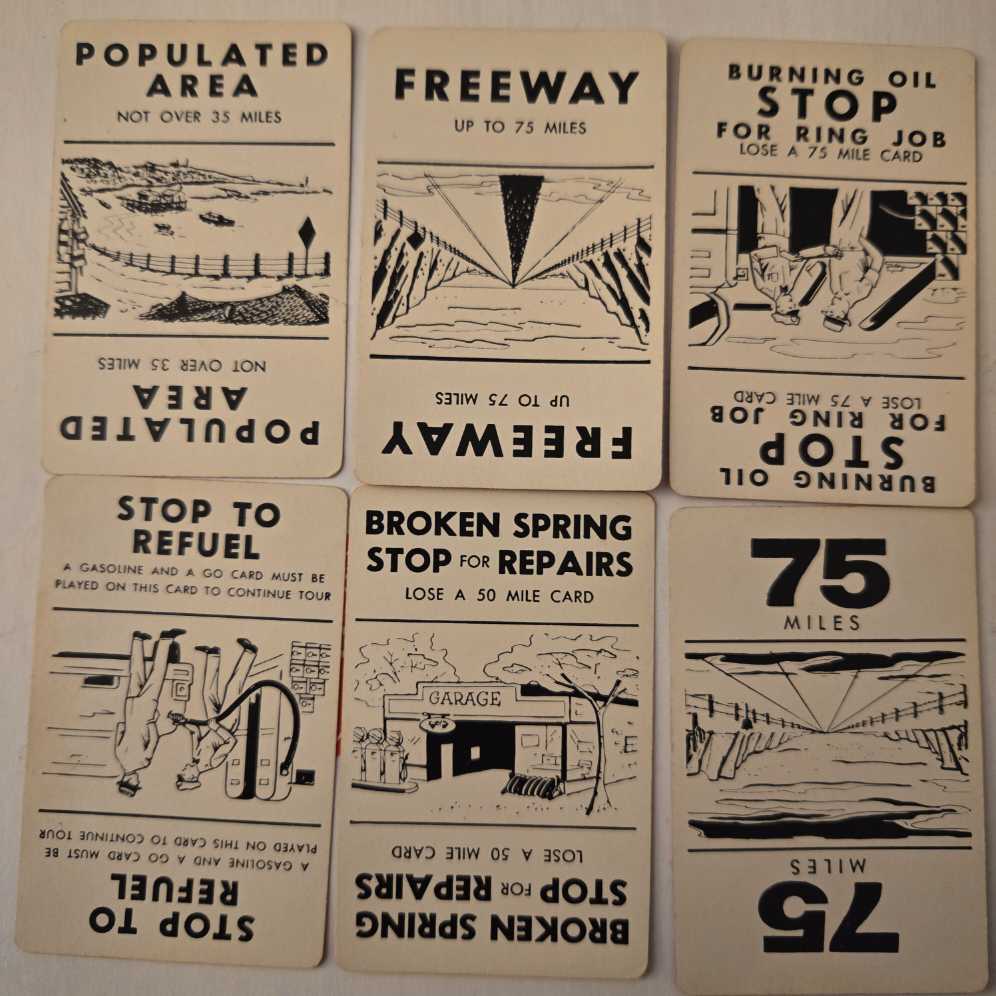 POPULATED
AREA
NOT OVER 35 MILES
NOT OVER 35 MILES
POPULATED
AREA
FREEWAY
UP TO 75 MILES
UP TO 75 MILES
FREEWAY
BURNING OIL
STOP
FOR RING JOB
LOSE A 75 MILE CARD
BURNING OIL
STOP
FOR RING JOB
LOSE A 75 MILE CARD
STOP TO
REFUEL
A GASOLINE AND A GO CARD MUST BE
PLAYED ON THIS CARD TO CONTINUE TOUR
STOP TO
REFUEL
A GASOLINE AND A GO CARD MUST BE
PLAYED ON THIS CARD TO CONTINUE TOUR
BROKEN SPRING
STOP FOR REPAIRS
LOSE A 50 MILE CARD
GARAGE
BROKEN SPRING
STOP FOR REPAIRS
LOSE A 50 MILE CARD
75
MILES
75
MILES